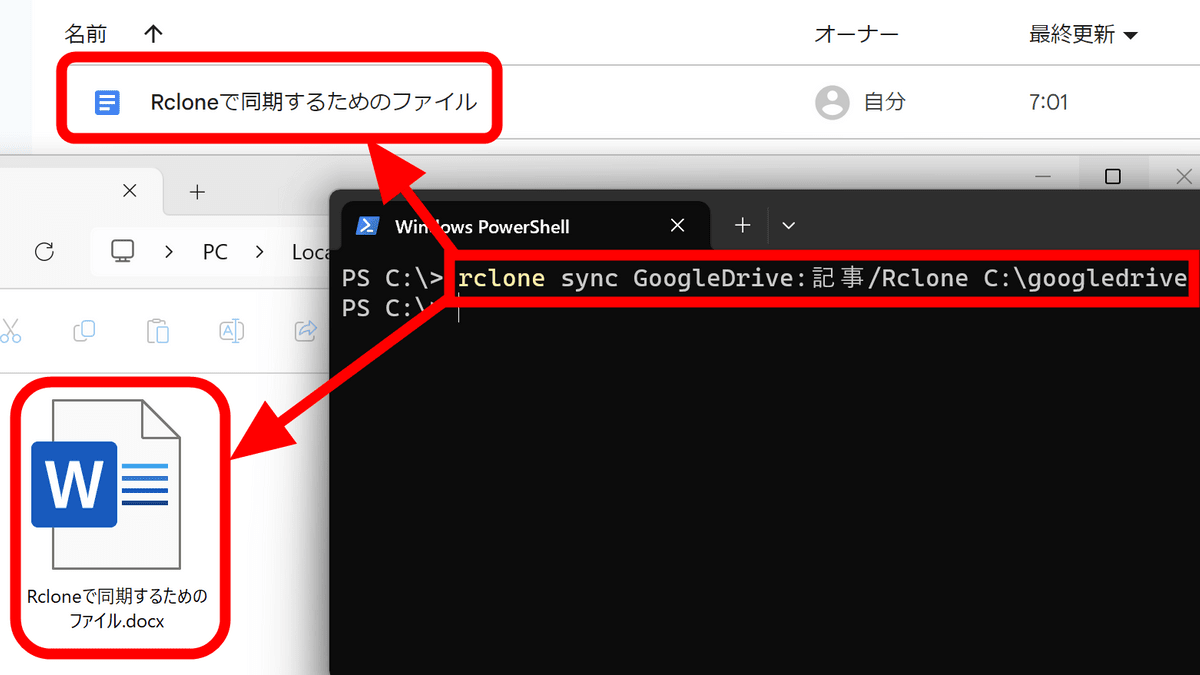 名前 ↑ オーナー 最終更新
Rcloneで同期するためのファイル 自分 7:01
Windows PowerShell
PC Loca
PS C:\> rclone sync GoogleDrive:記事/Rclone C:\googledrive
PS C:\
A
W
Rcloneで同期するための
ファイル.docx